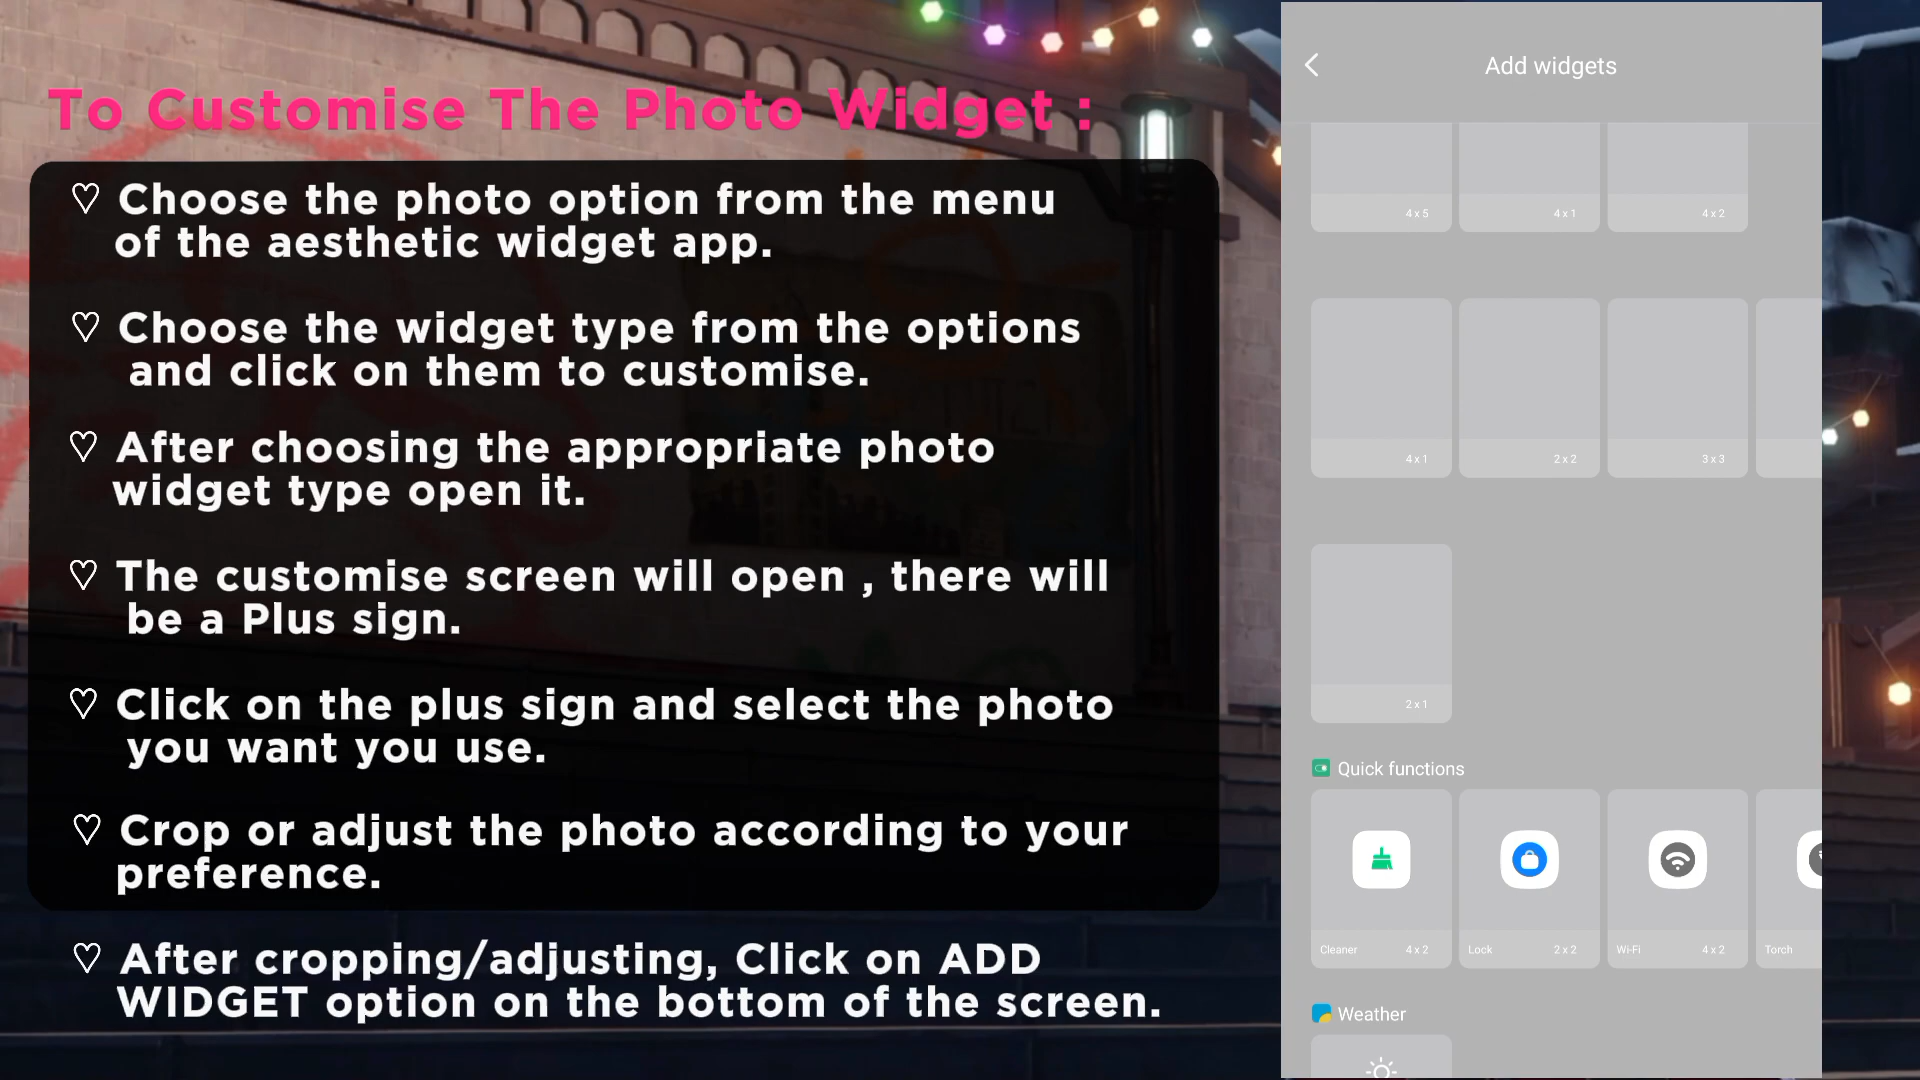 To Customise The Photo Widget :
♡ Choose the photo option from the menu
of the aesthetic widget app.
♡ Choose the widget type from the options
and click on them to customise.
♡ After choosing the appropriate photo
widget type open it.
♡ The customise screen will open , there will
be a Plus sign.
♡ Click on the plus sign and select the photo
you want you use.
♡ Crop or adjust the photo according to your
preference.
♡ After cropping/adjusting, Click on ADD
WIDGET option on the bottom of the screen.
Add widgets
4 x 5 4 x 1 4 x 2
4 x 1 2 x 2 3 x 3
2 x 1
Quick functions
Cleaner 4 x 2 Lock 2 x 2 Wi-Fi 4 x 2 Torch
Weather